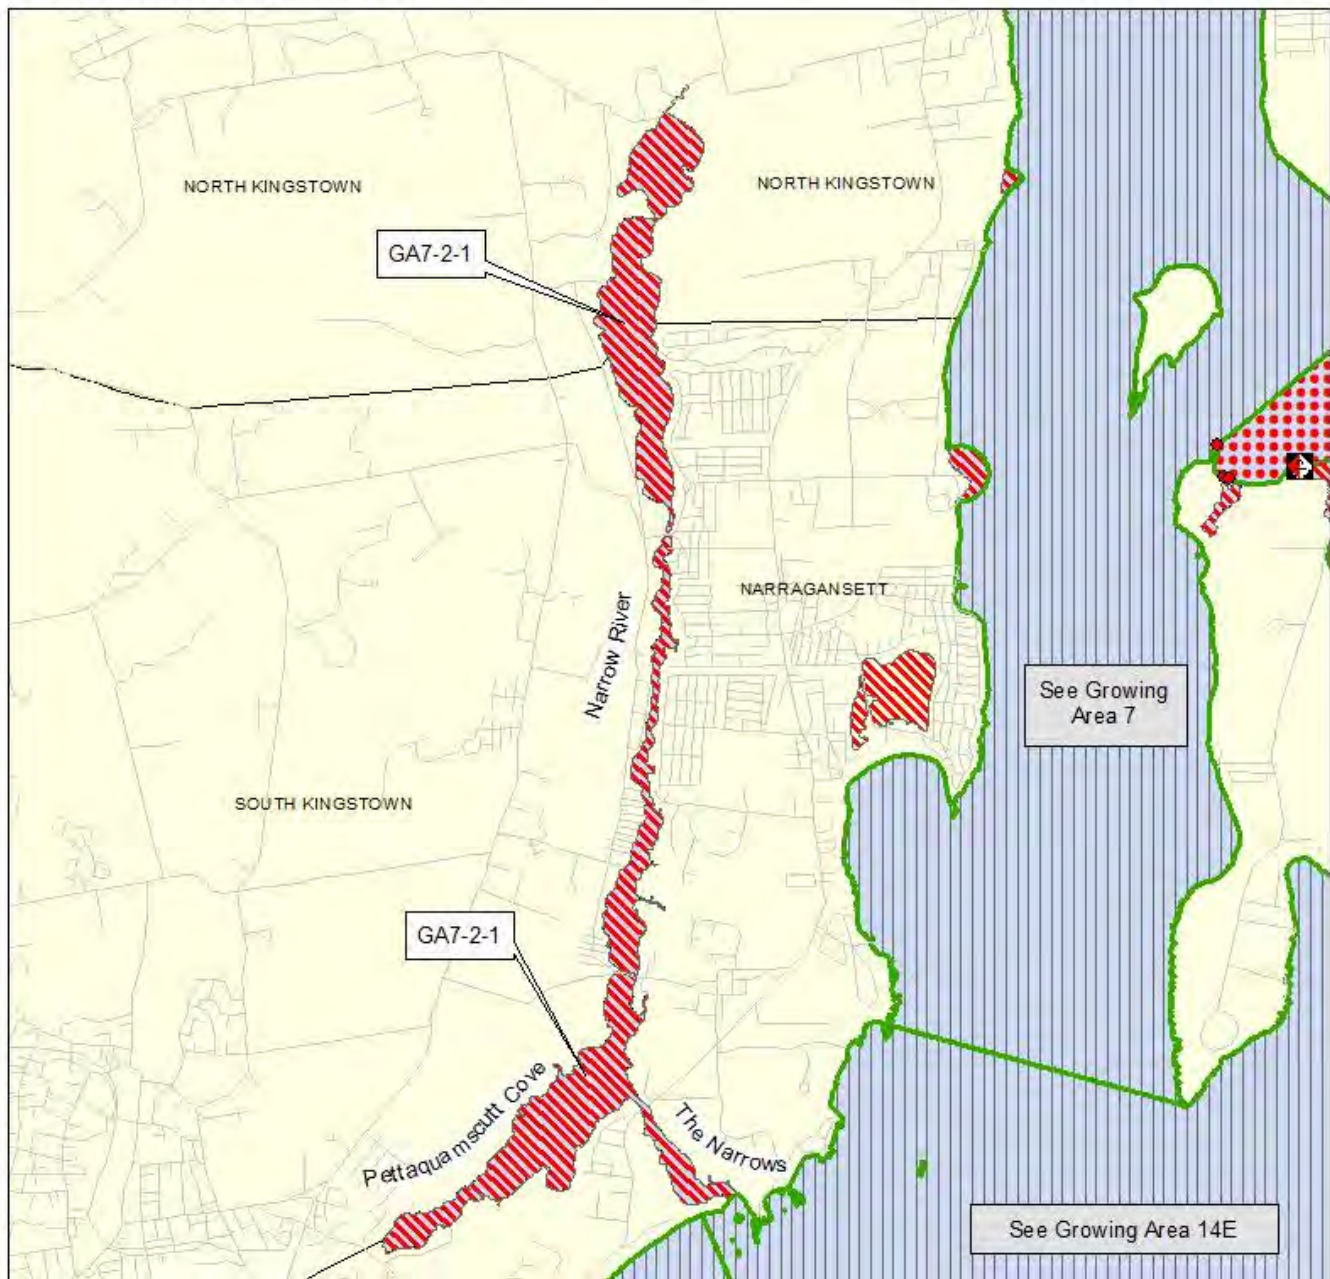 NORTH KINGSTOWN
NORTH KINGSTOWN
GA7-2-1
NARRAGANSETT
Narrow River
See Growing
Area 7
SOUTH KINGSTOWN
GA7-2-1
Pettaquamscutt Cove
The Narrows
See Growing Area 14E